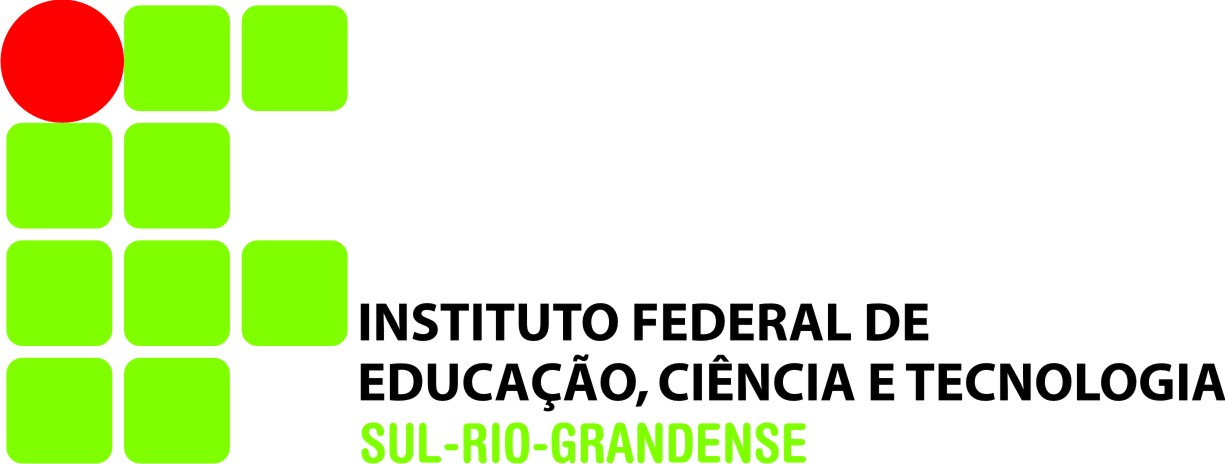 INSTITUTO FEDERAL DE
EDUCAÇÃO, CIÊNCIA E TECNOLOGIA
SUL-RIO-GRANDENSE